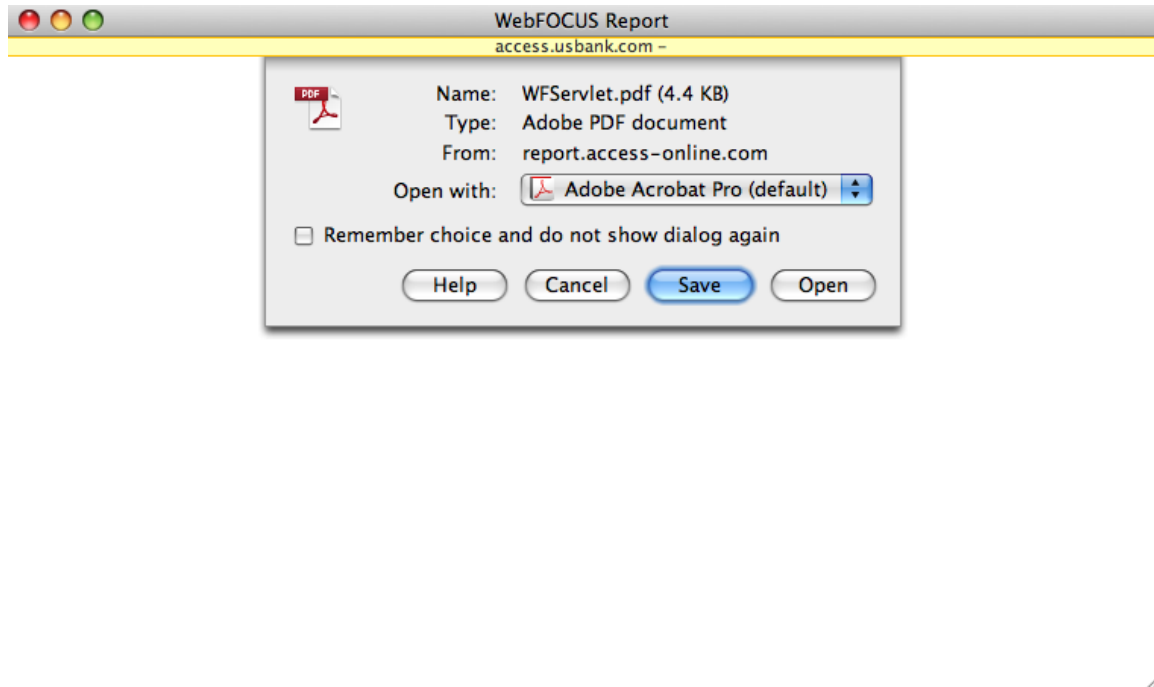 WebFOCUS Report
access.usbank.com –
PDF
Name: WFServlet.pdf (4.4 KB)
Type: Adobe PDF document
From: report.access-online.com
Open with: Adobe Acrobat Pro (default)
Remember choice and do not show dialog again
Help Cancel Save Open